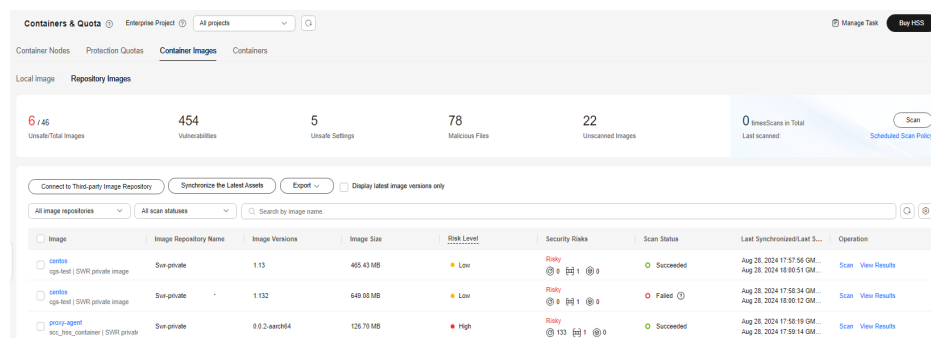 Containers & Quota Enterprise Project All projects Manage Task Buy HSS
Container Nodes Protection Quotas Container Images Containers
Local Image Repository Images
6 / 46 454 5 78 22 0 timesScans in Total Scan
Unsafe/Total Images Vulnerabilities Unsafe Settings Malicious Files Unscanned Images Last scanned: Scheduled Scan Policy
Connect to Third-party Image Repository Synchronize the Latest Assets Export Display latest image versions only
All image repositories All scan statuses Search by image name.
Image Image Repository Name Image Versions Image Size Risk Level Security Risks Scan Status Last Synchronized/Last S... Operation
centos Risky Aug 28, 2024 17:57:56 GM...
Swr-private 1.13 465.43 MB Low Succeeded Scan View Results
cgs-test | SWR private image 0 1 0 Aug 28, 2024 18:00:51 GM...
centos Risky Aug 28, 2024 17:58:34 GM...
Swr-private 1.132 649.08 MB Low Failed Scan View Results
cgs-test | SWR private image 0 1 0 Aug 28, 2024 18:00:12 GM...
proxy-agent Risky Aug 28, 2024 17:58:19 GM...
Swr-private 0.0.2-aarch64 126.70 MB High Succeeded Scan View Results
scc_hss_container | SWR private 133 1 0 Aug 28, 2024 17:59:14 GM...